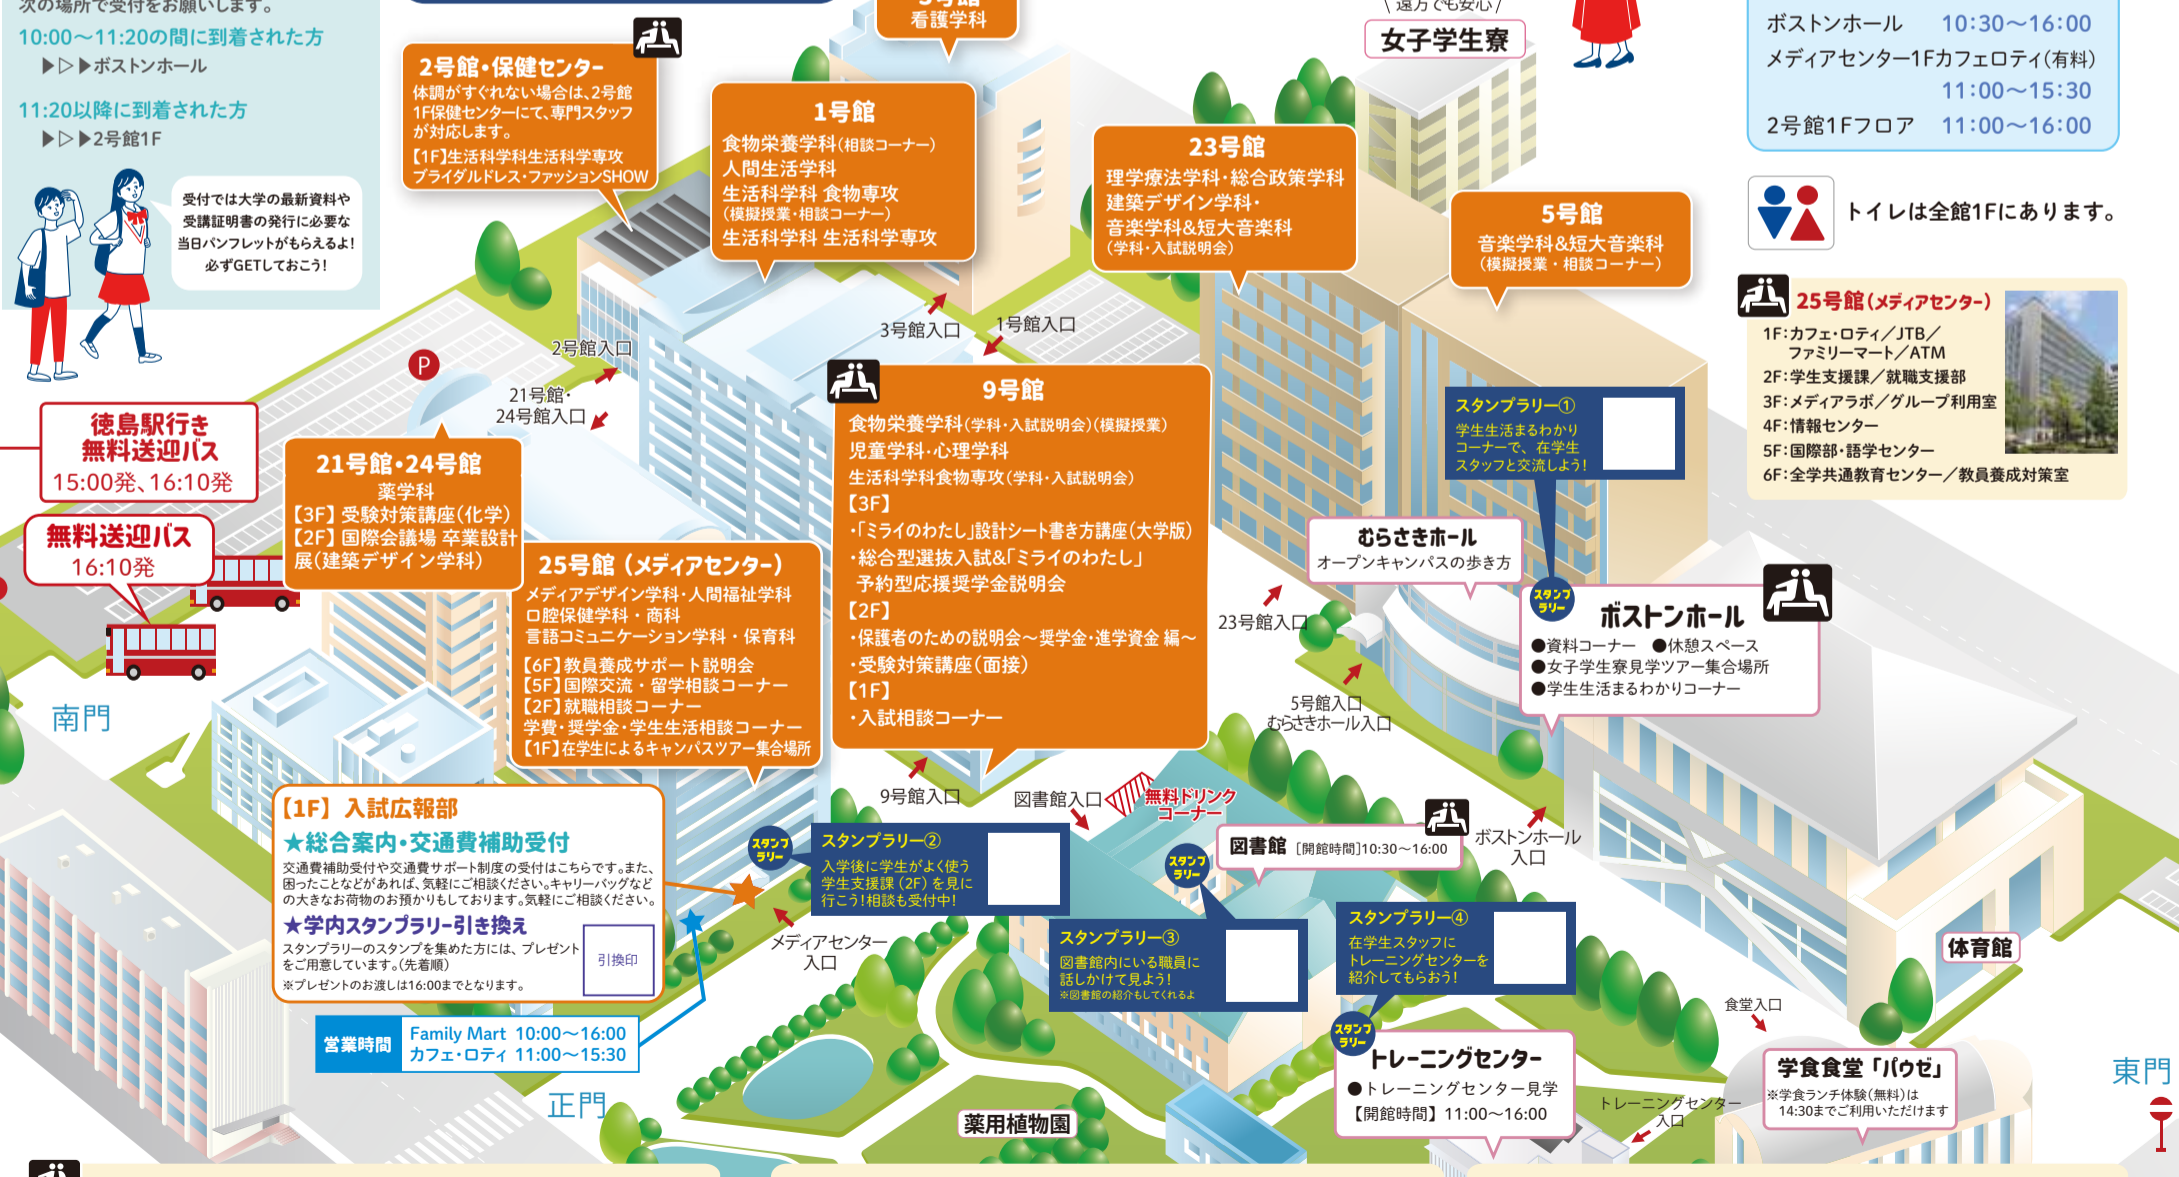 次の場所で受付をお願いします。
10:00～11:20の間に到着された方
▶▷▶ボストンホール
11:20以降に到着された方
▶▷▶2号館1F
受付では大学の最新資料や
受講証明書の発行に必要な
当日パンフレットがもらえるよ!
必ずGETしておこう!
2号館・保健センター
体調がすぐれない場合は、2号館
1F保健センターにて、専門スタッフ
が対応します。
【1F】生活科学科生活科学専攻
ブライダルドレス・ファッションSHOW
3号館
看護学科
1号館
食物栄養学科(相談コーナー)
人間生活学科
生活科学科 食物専攻
(模擬授業・相談コーナー)
生活科学科 生活科学専攻
遠方でも安心
女子学生寮
23号館
理学療法学科・総合政策学科
建築デザイン学科・
音楽学科&短大音楽科
(学科・入試説明会)
5号館
音楽学科&短大音楽科
(模擬授業・相談コーナー)
ボストンホール 10:30～16:00
メディアセンター1Fカフェロティ(有料)
11:00～15:30
2号館1Fフロア 11:00～16:00
トイレは全館1Fにあります。
25号館(メディアセンター)
1F:カフェ・ロティ／JTB／
ファミリーマート／ATM
2F:学生支援課／就職支援部
3F:メディアラボ／グループ利用室
4F:情報センター
5F:国際部・語学センター
6F:全学共通教育センター／教員養成対策室
3号館入口
1号館入口
2号館入口
P
21号館・
24号館入口
徳島駅行き
無料送迎バス
15:00発、16:10発
無料送迎バス
16:10発
21号館・24号館
薬学科
【3F】受験対策講座(化学)
【2F】国際会議場 卒業設計
展(建築デザイン学科)
25号館(メディアセンター)
メディアデザイン学科・人間福祉学科
口腔保健学科・商科
言語コミュニケーション学科・保育科
【6F】教員養成サポート説明会
【5F】国際交流・留学相談コーナー
【2F】就職相談コーナー
学費・奨学金・学生生活相談コーナー
【1F】在学生によるキャンパスツアー集合場所
9号館
食物栄養学科(学科・入試説明会)(模擬授業)
児童学科・心理学科
生活科学科食物専攻(学科・入試説明会)
【3F】
・「ミライのわたし」設計シート書き方講座(大学版)
・総合型選抜入試&「ミライのわたし」
予約型応援奨学金説明会
【2F】
・保護者のための説明会～奨学金・進学資金 編～
・受験対策講座(面接)
【1F】
・入試相談コーナー
スタンプラリー①
学生生活まるわかり
コーナーで、在学生
スタッフと交流しよう!
むらさきホール
オープンキャンパスの歩き方
スタンプ
ラリー
ボストンホール
●資料コーナー ●休憩スペース
●女子学生寮見学ツアー集合場所
●学生生活まるわかりコーナー
23号館入口
5号館入口
むらさきホール入口
南門
9号館入口
図書館入口
無料ドリンク
コーナー
【1F】入試広報部
★総合案内・交通費補助受付
交通費補助受付や交通費サポート制度の受付はこちらです。また、
困ったことなどがあれば、気軽にご相談ください。キャリーバッグなど
の大きなお荷物のお預かりもしております。気軽にご相談ください。
★学内スタンプラリー引き換え
スタンプラリーのスタンプを集めた方には、プレゼント
をご用意しています。(先着順)
※プレゼントのお渡しは16:00までとなります。
引換印
営業時間
Family Mart 10:00～16:00
カフェ・ロティ 11:00～15:30
スタンプ
ラリー
スタンプラリー②
入学後に学生がよく使う
学生支援課(2F)を見に
行こう!相談も受付中!
メディアセンター
入口
スタンプ
ラリー
図書館 [開館時間]10:30～16:00
ボストンホール
入口
スタンプラリー③
図書館内にいる職員に
話しかけて見よう!
※図書館の紹介もしてくれるよ
スタンプラリー④
在学生スタッフに
トレーニングセンターを
紹介してもらおう!
スタンプ
ラリー
トレーニングセンター
●トレーニングセンター見学
【開館時間】11:00～16:00
体育館
食堂入口
学食食堂「パウゼ」
※学食ランチ体験(無料)は
14:30までご利用いただけます
トレーニングセンター
入口
東門
正門
薬用植物園